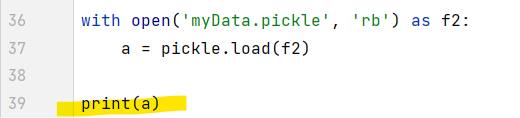 36 with open('myData.pickle', 'rb') as f2:
37     a = pickle.load(f2)
38
39 print(a)